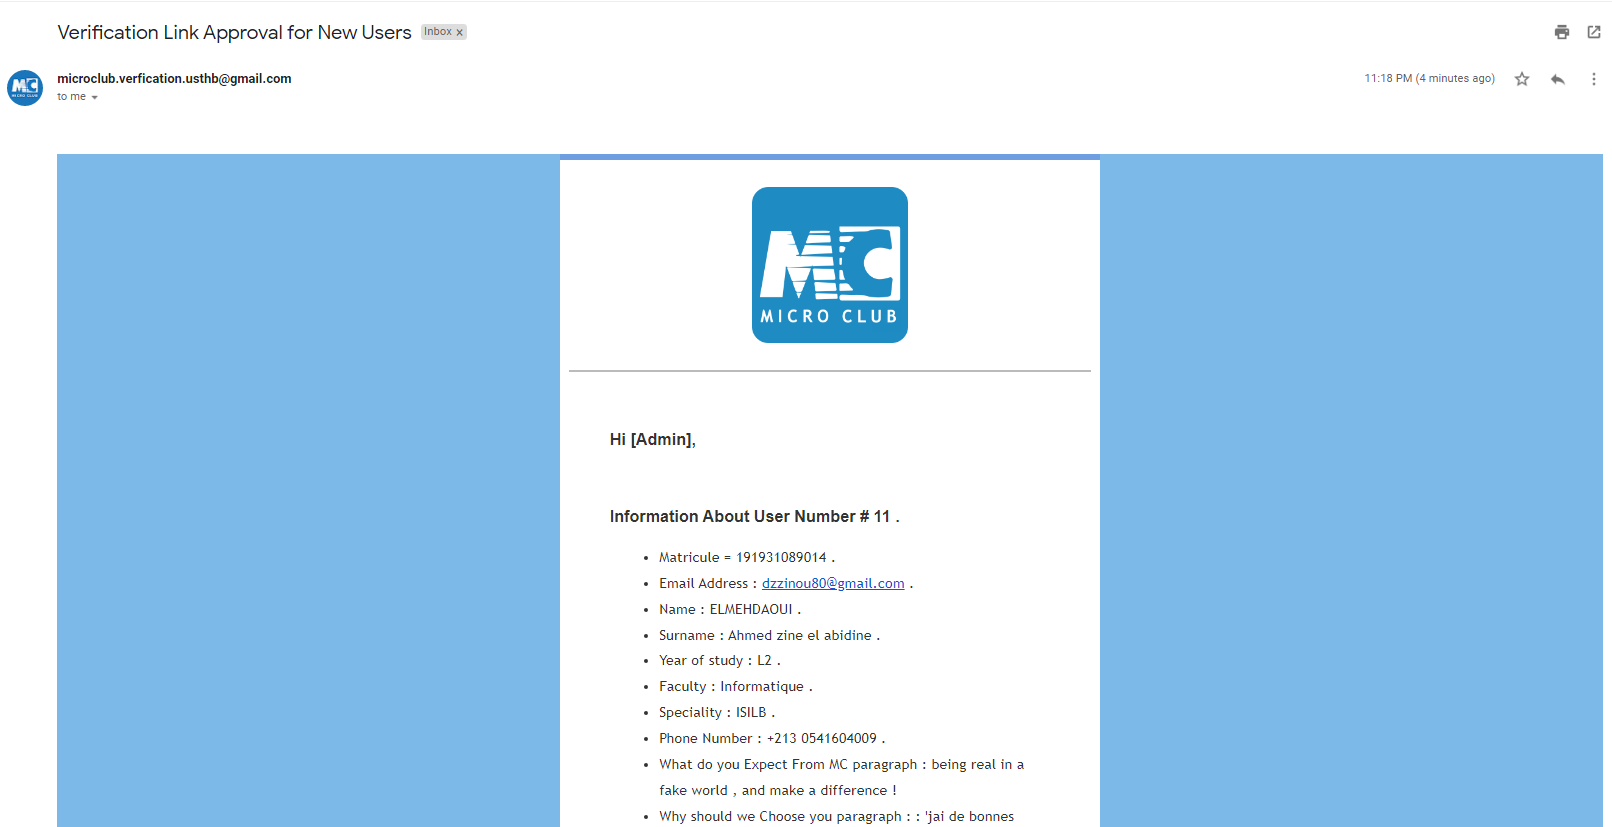 Verification Link Approval for New Users Inbox x
microclub.verfication.usthb@gmail.com
11:18 PM (4 minutes ago)
to me
MC
MICRO CLUB
MC
MICRO CLUB
Hi [Admin],
Information About User Number # 11 .
• Matricule = 191931089014 .
• Email Address : dzzinou80@gmail.com .
• Name : ELMEHDAOUI .
• Surname : Ahmed zine el abidine .
• Year of study : L2 .
• Faculty : Informatique .
• Speciality : ISILB .
• Phone Number : +213 0541604009 .
• What do you Expect From MC paragraph : being real in a
fake world , and make a difference !
• Why should we Choose you paragraph : : 'jai de bonnes